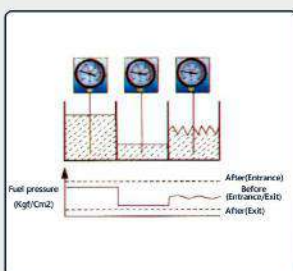 After(Entrance)
Fuel pressure
(Kgf/Cm2)
Before
(Entrance/Exit)
After(Exit)